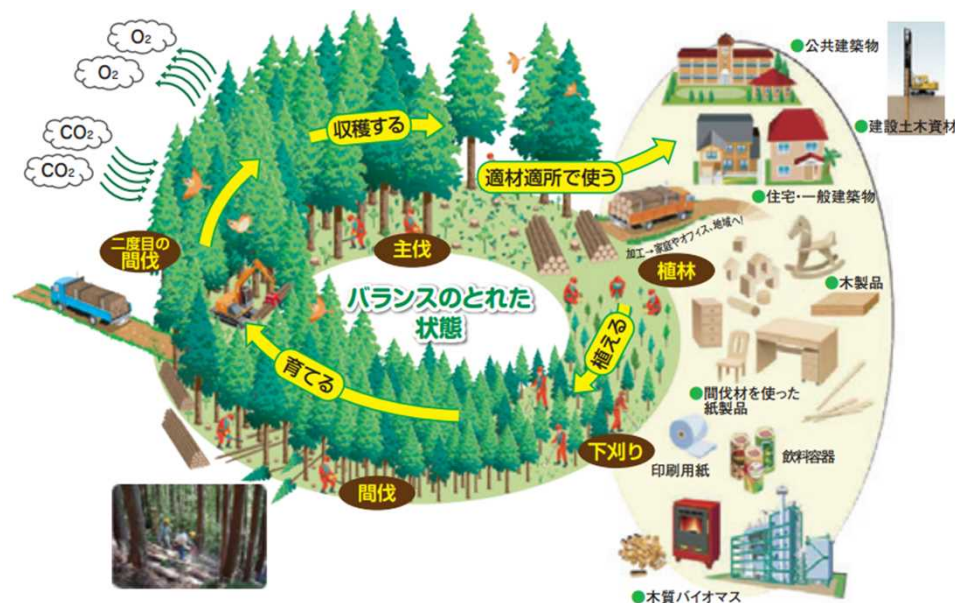 O₂
O₂
CO₂
CO₂
収穫する
適材適所で使う
主伐
二度目の
間伐
バランスのとれた
状態
加工→家庭やオフィス、地域へ!
植林
植える
育てる
下刈り
間伐
●公共建築物
●建設土木資材
●住宅・一般建築物
●木製品
●間伐材を使った
紙製品
印刷用紙
飲料容器
●木質バイオマス